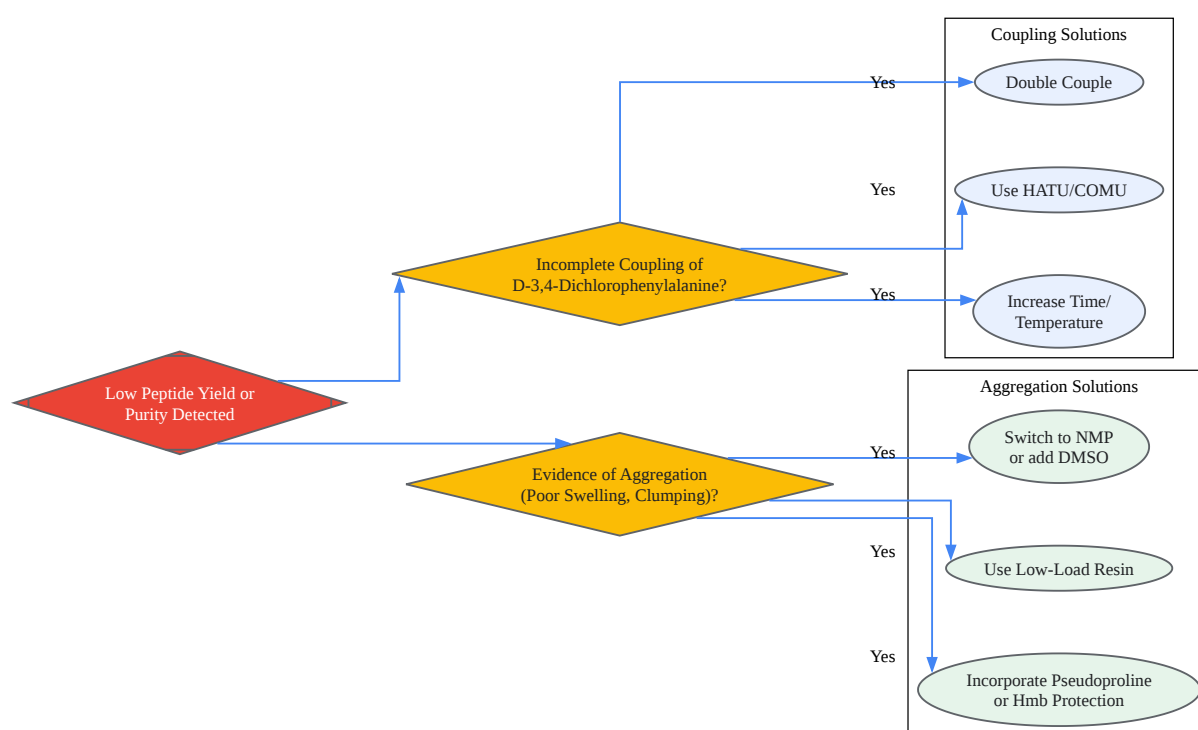 Coupling Solutions
Yes
Double Couple
Yes
Use HATU/COMU
Incomplete Coupling of
D-3,4-Dichlorophenylalanine?
Yes
Increase Time/
Temperature
Low Peptide Yield or
Purity Detected
Aggregation Solutions
Yes
Switch to NMP
or add DMSO
Evidence of Aggregation
(Poor Swelling, Clumping)?
Yes
Use Low-Load Resin
Yes
Incorporate Pseudoproline
or Hmb Protection